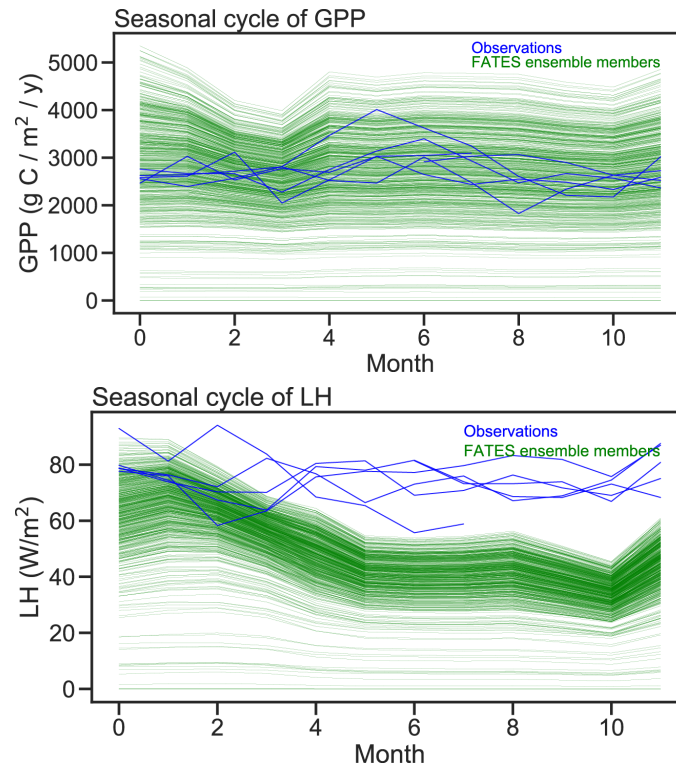 Seasonal cycle of GPP
Observations
FATES ensemble members
GPP (g C / m² / y)
5000
4000
3000
2000
1000
0
0 2 4 6 8 10
Month
Seasonal cycle of LH
Observations
FATES ensemble members
LH (W/m²)
80
60
40
20
0
0 2 4 6 8 10
Month